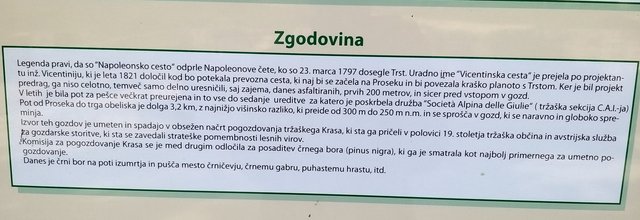 Zgodovina
Legenda pravi, da so "Napoleonsko cesto" odprle Napoleonove čete, ko so 23. marca 1797 dosegle Trst. Uradno ime "Vicentinska cesta" je prejela po projektan-
tu inž. Vicentiniju, ki je leta 1821 določil kod bo potekala prevozna cesta, ki naj bi se začela na Proseku in bi povezala kraško planoto s Trstom. Ker je bil projekt
predrag, ga niso celotno, temveč samo delno uresničili, saj zajema, danes asfaltiranih, prvih 200 metrov, in sicer pred vstopom v gozd.
V letih je bila pot za pešce večkrat preurejena in to vse do sedanje ureditve za katero je poskrbela družba "Società Alpina delle Giulie" ( tržaška sekcija C.A.I.-ja)
Pot od Proseka do trga obeliska je dolga 3,2 km, z najnižjo višinsko razliko, ki preide od 300 m do 250 m n.m. in se sprošča v gozd, ki se naravno in globoko spre-
minja.
Izvor teh gozdov je umeten in spadajo v obsežen načrt pogozdovanja tržaškega Krasa, ki sta ga pričeli v polovici 19. stoletja tržaška občina in avstrijska služba
za gozdarske storitve, ki sta se zavedali strateške pomembnosti lesnih virov.
Komisija za pogozdovanje Krasa se je med drugim odločila za posaditev črnega bora (pinus nigra), ki ga je smatrala kot najbolj primernega za umetno po-
gozdovanje.
Danes je črni bor na poti izumrtja in pušča mesto črničevju, črnemu gabru, puhastemu hrastu, itd.